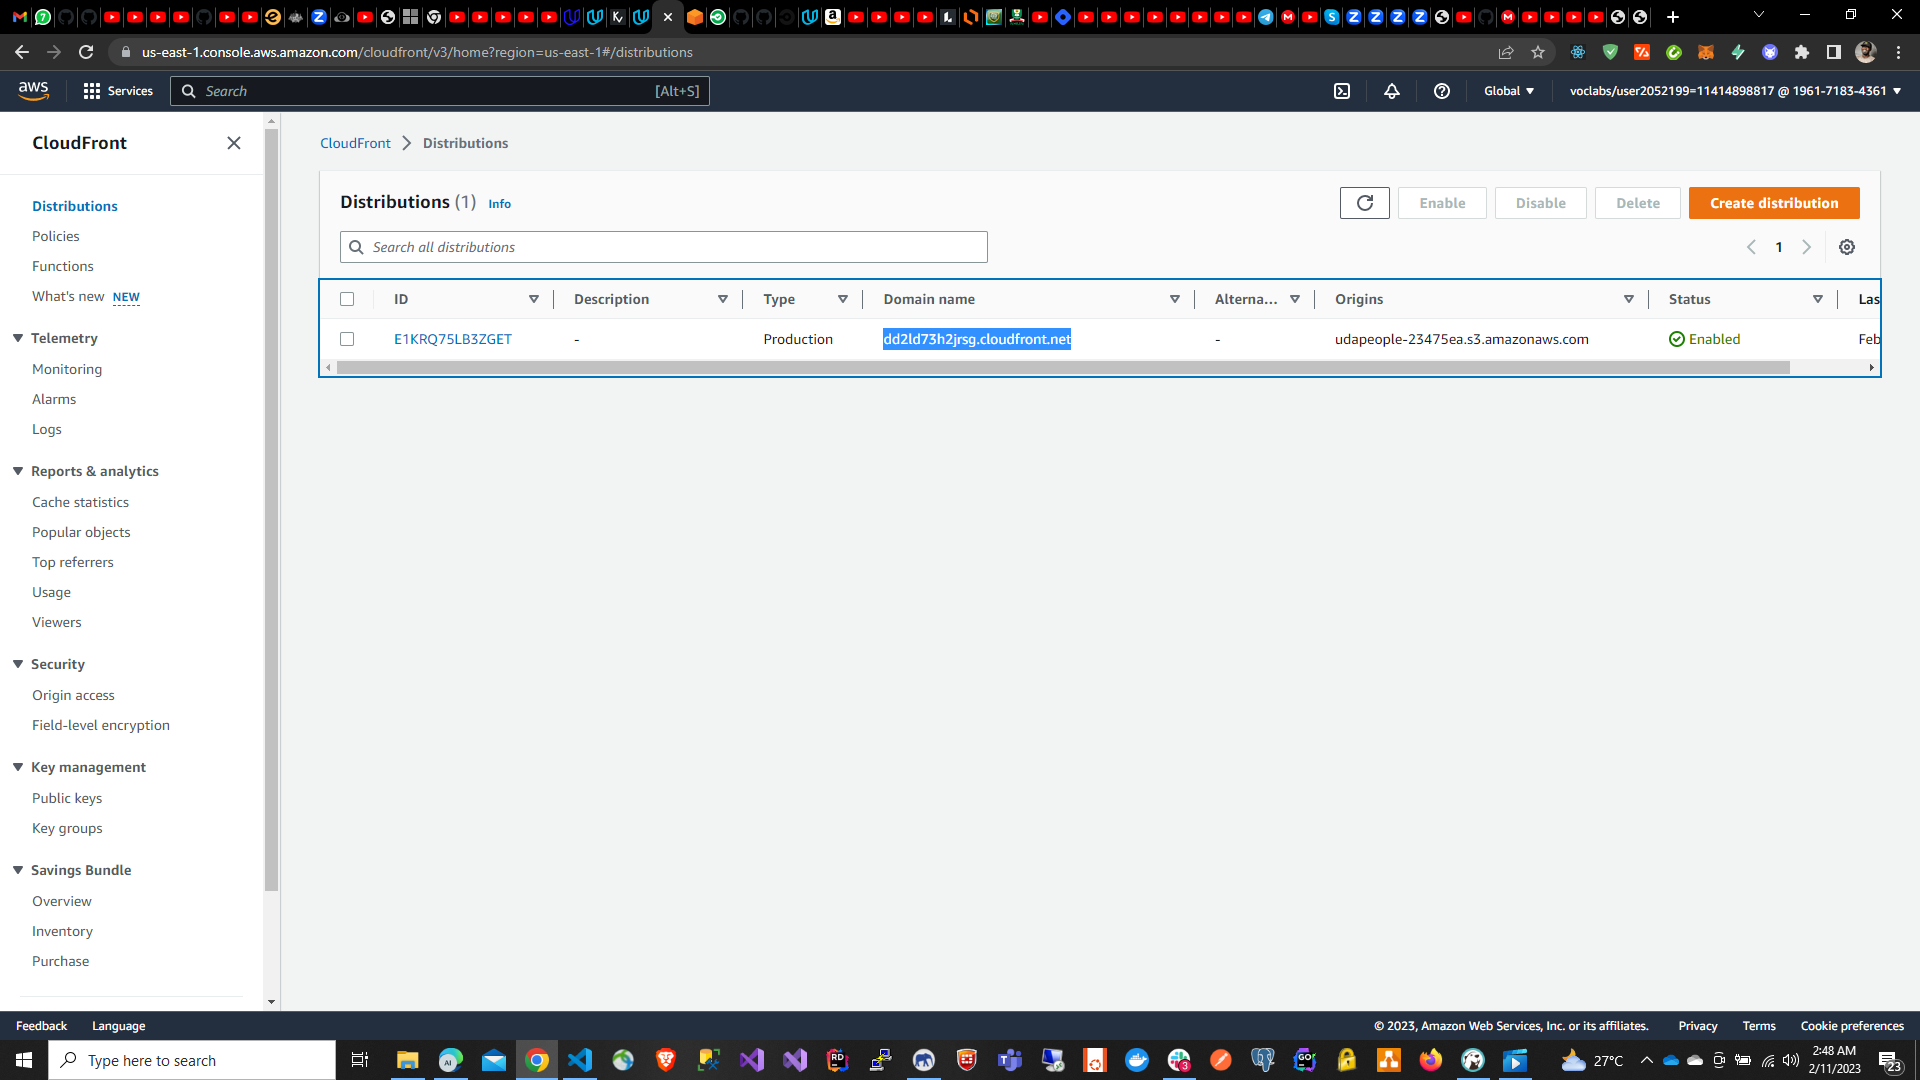 us-east-1.console.aws.amazon.com/cloudfront/v3/home?region=us-east-1#/distributions
aws Services Search [Alt+S] Global voclabs/user2052199=11414898817 @ 1961-7183-4361
CloudFront
Distributions
Policies
Functions
What's new NEW
Telemetry
Monitoring
Alarms
Logs
Reports & analytics
Cache statistics
Popular objects
Top referrers
Usage
Viewers
Security
Origin access
Field-level encryption
Key management
Public keys
Key groups
Savings Bundle
Overview
Inventory
Purchase
CloudFront Distributions
Distributions (1) Info Enable Disable Delete Create distribution
Search all distributions 1
ID Description Type Domain name Alterna... Origins Status Las
E1KRQ75LB3ZGET - Production dd2ld73h2jrsg.cloudfront.net - udapeople-23475ea.s3.amazonaws.com Enabled Feb
Feedback Language © 2023, Amazon Web Services, Inc. or its affiliates. Privacy Terms Cookie preferences
Type here to search 27°C 2:48 AM
2/11/2023 23